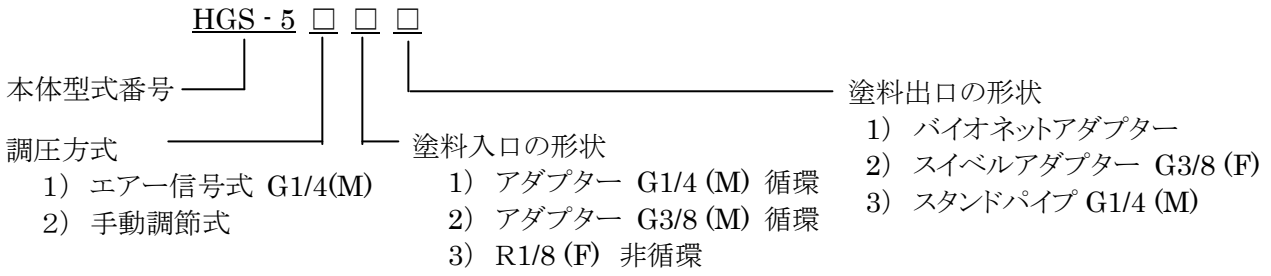 HGS - 5 □ □ □
本体型式番号
調圧方式
1) エアー信号式 G1/4(M)
2) 手動調節式
塗料入口の形状
1) アダプター G1/4 (M) 循環
2) アダプター G3/8 (M) 循環
3) R1/8 (F) 非循環
塗料出口の形状
1) バイオネットアダプター
2) スイベルアダプター G3/8 (F)
3) スタンドパイプ G1/4 (M)